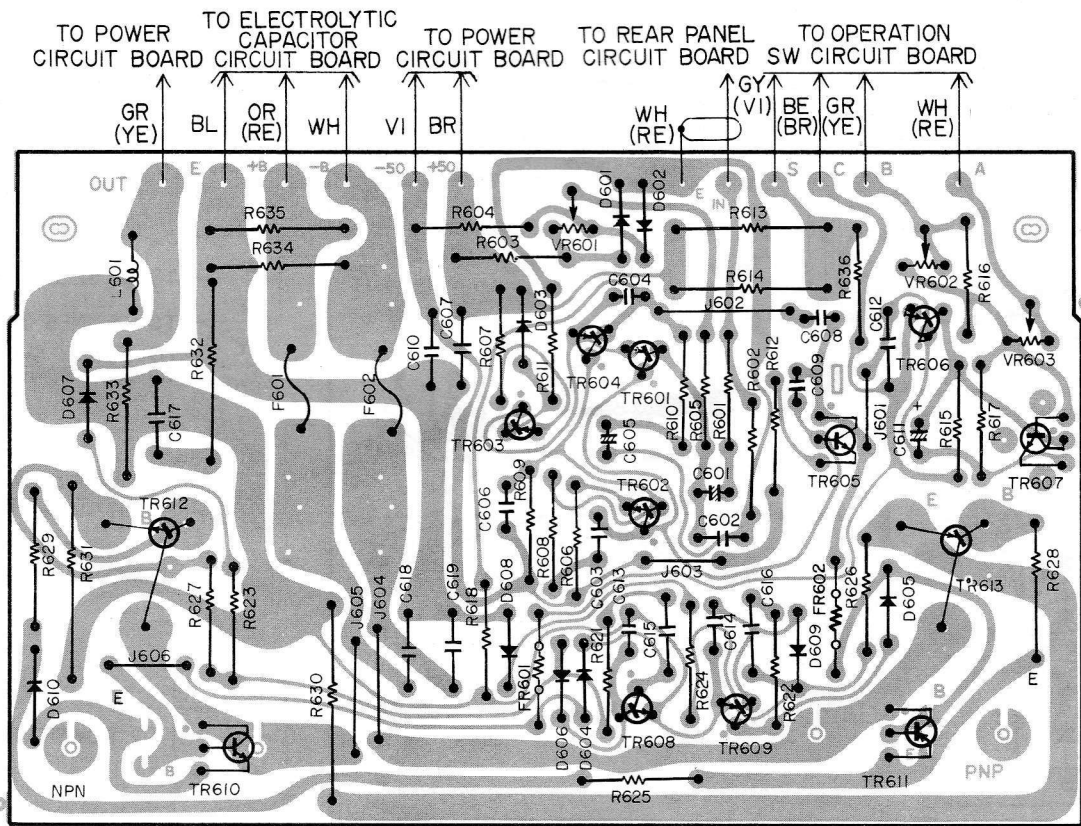 TO POWER
CIRCUIT BOARD
TO ELECTROLYTIC
CAPACITOR
CIRCUIT BOARD
TO POWER
CIRCUIT BOARD
TO REAR PANEL
CIRCUIT BOARD
TO OPERATION
SW CIRCUIT BOARD
GR
(YE)
BL
OR
(RE)
WH
VI
BR
WH
(RE)
GY
(VI)
BE
(BR)
GR
(YE)
WH
(RE)
OUT
E
+B
-B
-50
+50
E
IN
S
C
B
A
D601
D602
R635
R634
R604
R603
VR601
R613
R614
R636
VR602
R616
L601
C604
J602
C608
C612
TR606
VR603
R633
R632
F601
F602
C610
C607
R607
D603
R611
TR604
TR601
R610
R605
R601
R602
R612
C609
J601
C611
+
R615
R617
D607
C617
TR603
C605
TR605
TR607
R629
R631
TR612
B
C606
R609
R608
R606
C603
TR602
C601
C602
J603
E
B
TR613
R628
R627
R623
J605
J604
C618
C619
R618
D608
C613
C616
FR602
R626
D605
D610
J606
E
R630
FR601
D606
D604
R621
C615
R624
C614
R622
D609
TR608
TR609
B
E
NPN
E
B
TR610
R625
TR611
E
PNP